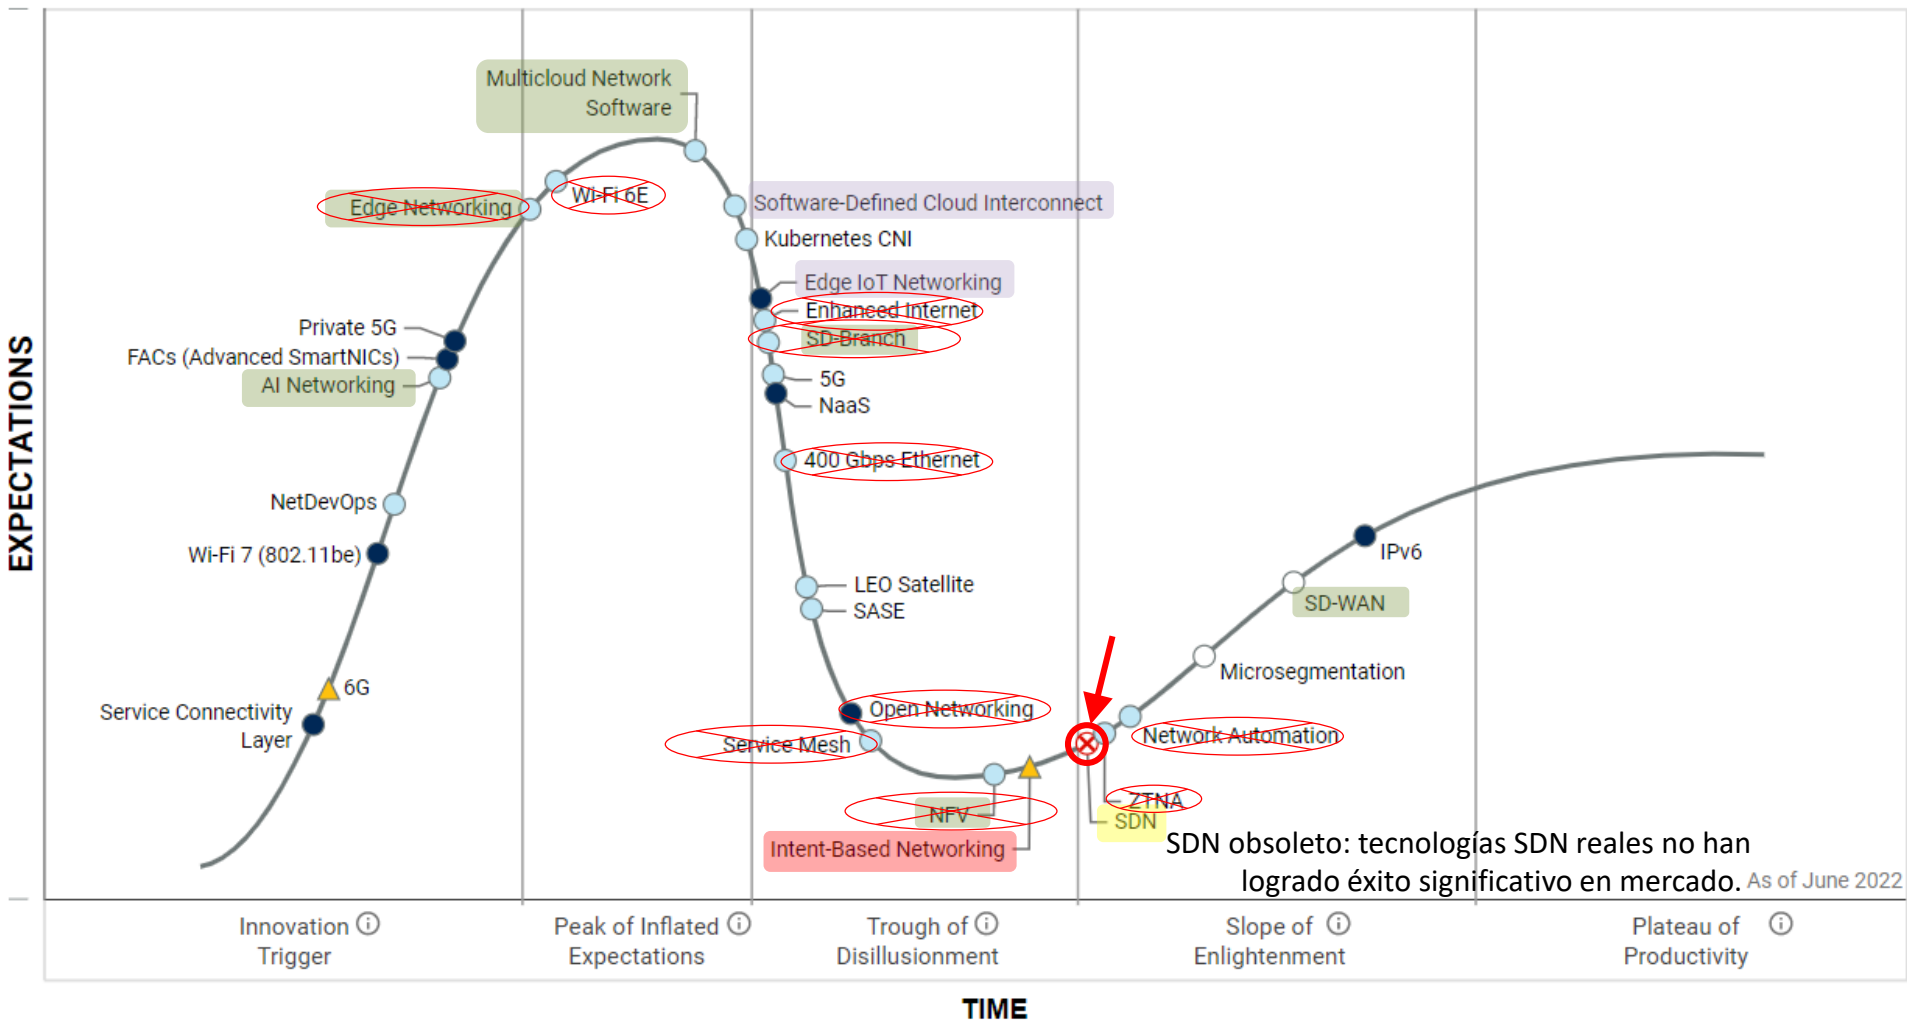 Multicloud Network
Software
Edge Networking
Wi-Fi 6E
Software-Defined Cloud Interconnect
Kubernetes CNI
Edge IoT Networking
Enhanced Internet
SD-Branch
5G
NaaS
Private 5G
FACs (Advanced SmartNICs)
AI Networking
400 Gbps Ethernet
NetDevOps
Wi-Fi 7 (802.11be)
LEO Satellite
SASE
IPv6
SD-WAN
Microsegmentation
6G
Service Connectivity
Layer
Open Networking
Service Mesh
Network Automation
NFV
ZTNA
SDN
Intent-Based Networking
SDN obsoleto: tecnologías SDN reales no han
logrado éxito significativo en mercado.
As of June 2022
EXPECTATIONS
Innovation
Trigger
Peak of Inflated
Expectations
Trough of
Disillusionment
Slope of
Enlightenment
Plateau of
Productivity
TIME